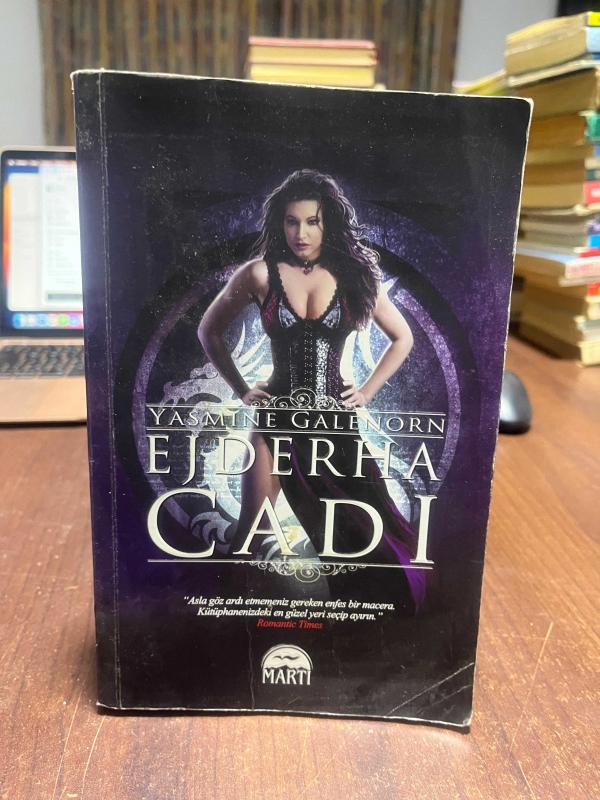 YASMINE GALENORN
EJDERHA
CADI
"Asla göz ardı etmemeniz gereken enfes bir macera.
Kütüphanenizdeki en güzel yeri seçip ayırın."
Romantic Times
MARTI